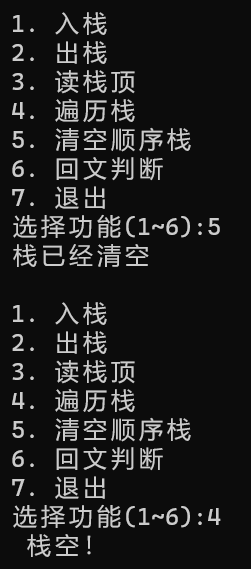 1. 入栈
2. 出栈
3. 读栈顶
4. 遍历栈
5. 清空顺序栈
6. 回文判断
7. 退出
选择功能(1~6):5
栈已经清空

1. 入栈
2. 出栈
3. 读栈顶
4. 遍历栈
5. 清空顺序栈
6. 回文判断
7. 退出
选择功能(1~6):4
栈空!